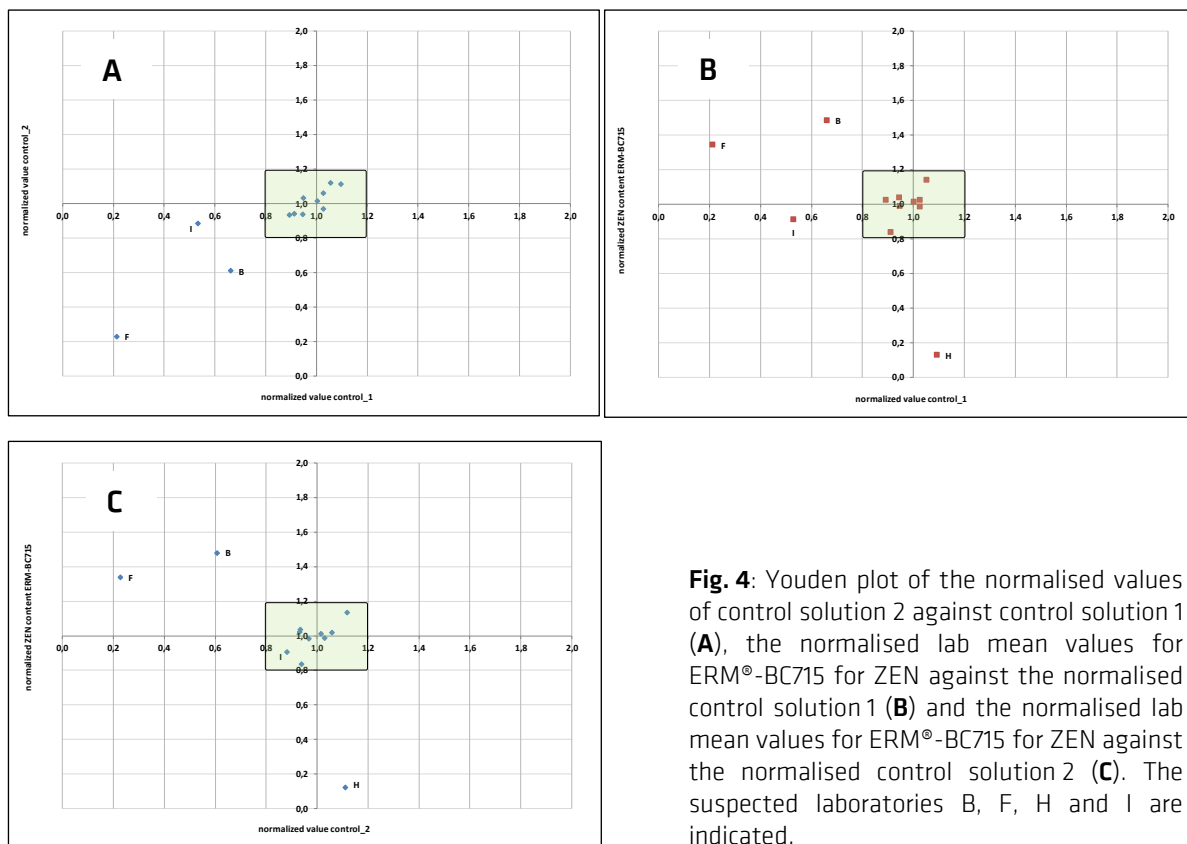 A
normalized value control_2
2,0
1,8
1,6
1,4
1,2
1,0
0,8
0,6
0,4
0,2
0,0
0,0 0,2 0,4 0,6 0,8 1,0 1,2 1,4 1,6 1,8 2,0
I
B
F
normalized value control_1
B
normalized ZEN content ERM-BC715
2,0
1,8
1,6
1,4
1,2
1,0
0,8
0,6
0,4
0,2
0,0
0,0 0,2 0,4 0,6 0,8 1,0 1,2 1,4 1,6 1,8 2,0
B
F
I
H
normalized value control_1
C
normalized ZEN content ERM-BC715
2,0
1,8
1,6
1,4
1,2
1,0
0,8
0,6
0,4
0,2
0,0
0,0 0,2 0,4 0,6 0,8 1,0 1,2 1,4 1,6 1,8 2,0
B
F
I
H
normalized value control_2
Fig. 4: Youden plot of the normalised values
of control solution 2 against control solution 1
(A), the normalised lab mean values for
ERM®-BC715 for ZEN against the normalised
control solution 1 (B) and the normalised lab
mean values for ERM®-BC715 for ZEN against
the normalised control solution 2 (C). The
suspected laboratories B, F, H and I are
indicated.